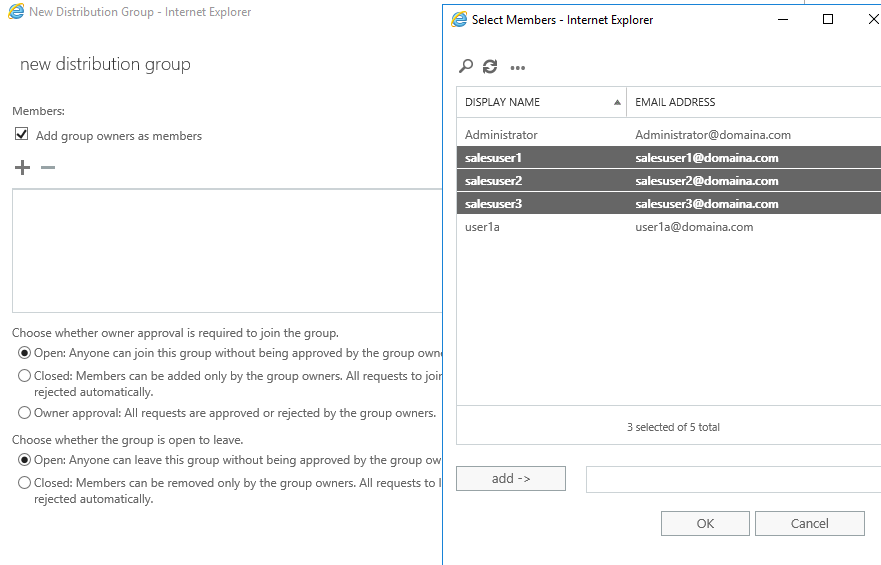 New Distribution Group - Internet Explorer
new distribution group
Members:
Add group owners as members
Choose whether owner approval is required to join the group.
Open: Anyone can join this group without being approved by the group
Closed: Members can be added only by the group owners. All requests to join
rejected automatically.
Owner approval: All requests are approved or rejected by the group owners.
Choose whether the group is open to leave.
Open: Anyone can leave this group without being approved by the group
Closed: Members can be removed only by the group owners. All requests to
rejected automatically.
Select Members - Internet Explorer
DISPLAY NAME EMAIL ADDRESS
Administrator Administrator@domaina.com
salesuser1 salesuser1@domaina.com
salesuser2 salesuser2@domaina.com
salesuser3 salesuser3@domaina.com
user1a user1a@domaina.com
3 selected of 5 total
add ->
OK Cancel